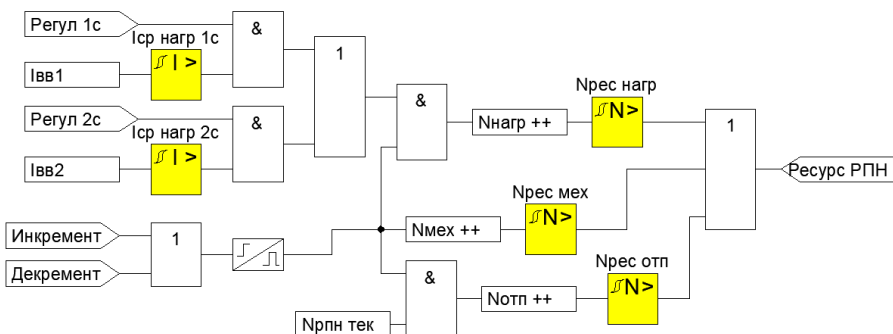 Регул 1с
Iср нагр 1с
&
1
Iвв1
I >
Регул 2с
Iср нагр 2с
&
Iвв2
I >
&
Nнагр ++
Nрес нагр
N>
1
Ресурс РПН
Инкремент
Декремент
1
Nмех ++
Nрес мех
N>
&
Nрпн тек
Nотп ++
Nрес отп
N>